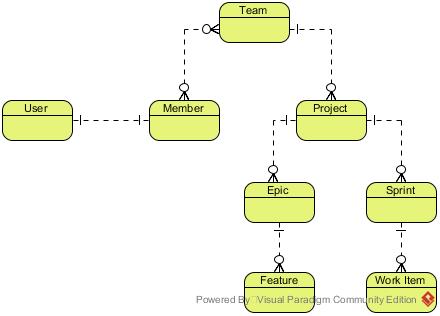 Team
User
Member
Project
Epic
Sprint
Feature
Work Item
Powered By Visual Paradigm Community Edition